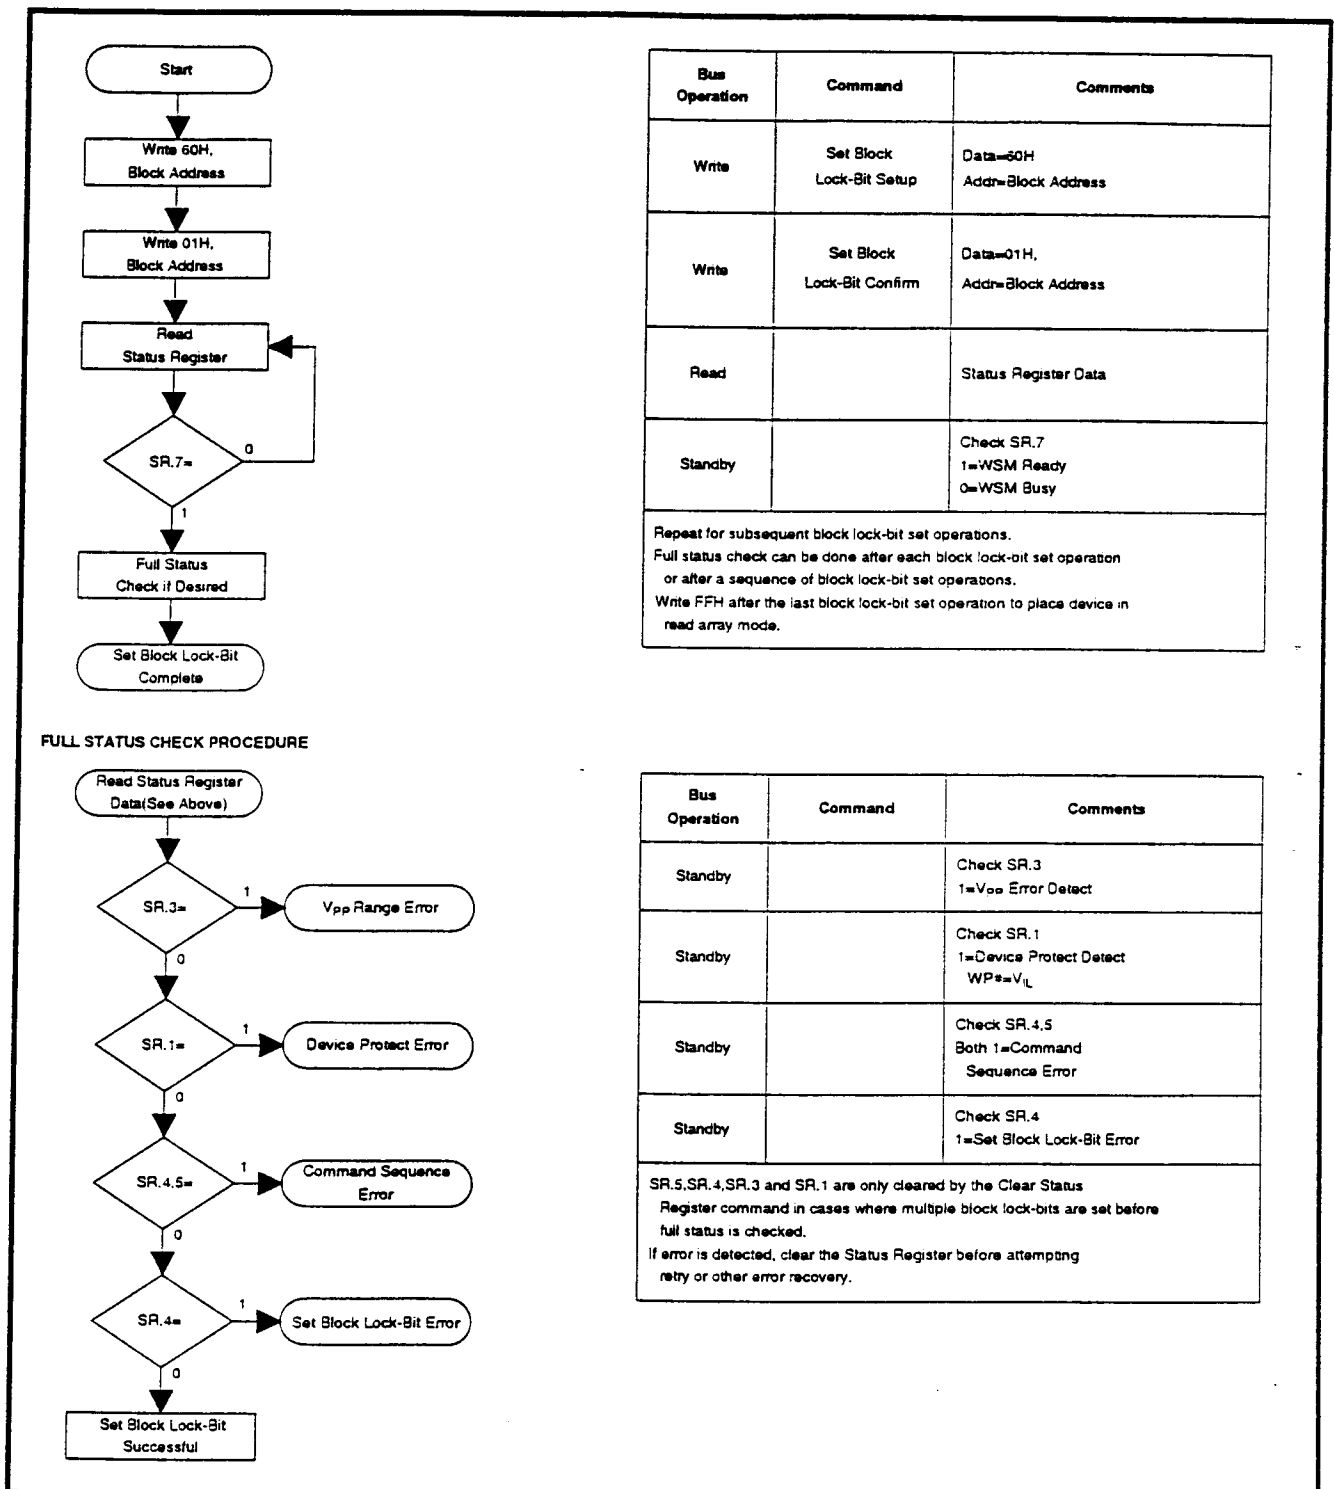 Start
Write 60H,
Block Address
Write 01H,
Block Address
Read
Status Register
SR.7=
0
1
Full Status
Check if Desired
Set Block Lock-Bit
Complete
Bus
Operation
Command
Comments
Write
Set Block
Lock-Bit Setup
Data=60H
Addr=Block Address
Write
Set Block
Lock-Bit Confirm
Data=01H,
Addr=Block Address
Read
Status Register Data
Standby
Check SR.7
1=WSM Ready
0=WSM Busy
Repeat for subsequent block lock-bit set operations.
Full status check can be done after each block lock-bit set operation
or after a sequence of block lock-bit set operations.
Write FFH after the last block lock-bit set operation to place device in
read array mode.
FULL STATUS CHECK PROCEDURE
Read Status Register
Data(See Above)
SR.3=
1
VPP Range Error
0
SR.1=
1
Device Protect Error
0
SR.4,5=
1
Command Sequence
Error
0
SR.4=
1
Set Block Lock-Bit Error
0
Set Block Lock-Bit
Successful
Bus
Operation
Command
Comments
Standby
Check SR.3
1=VPP Error Detect
Standby
Check SR.1
1=Device Protect Detect
WP#=VIL
Standby
Check SR.4,5
Both 1=Command
Sequence Error
Standby
Check SR.4
1=Set Block Lock-Bit Error
SR.5,SR.4,SR.3 and SR.1 are only cleared by the Clear Status
Register command in cases where multiple block lock-bits are set before
full status is checked.
If error is detected, clear the Status Register before attempting
retry or other error recovery.